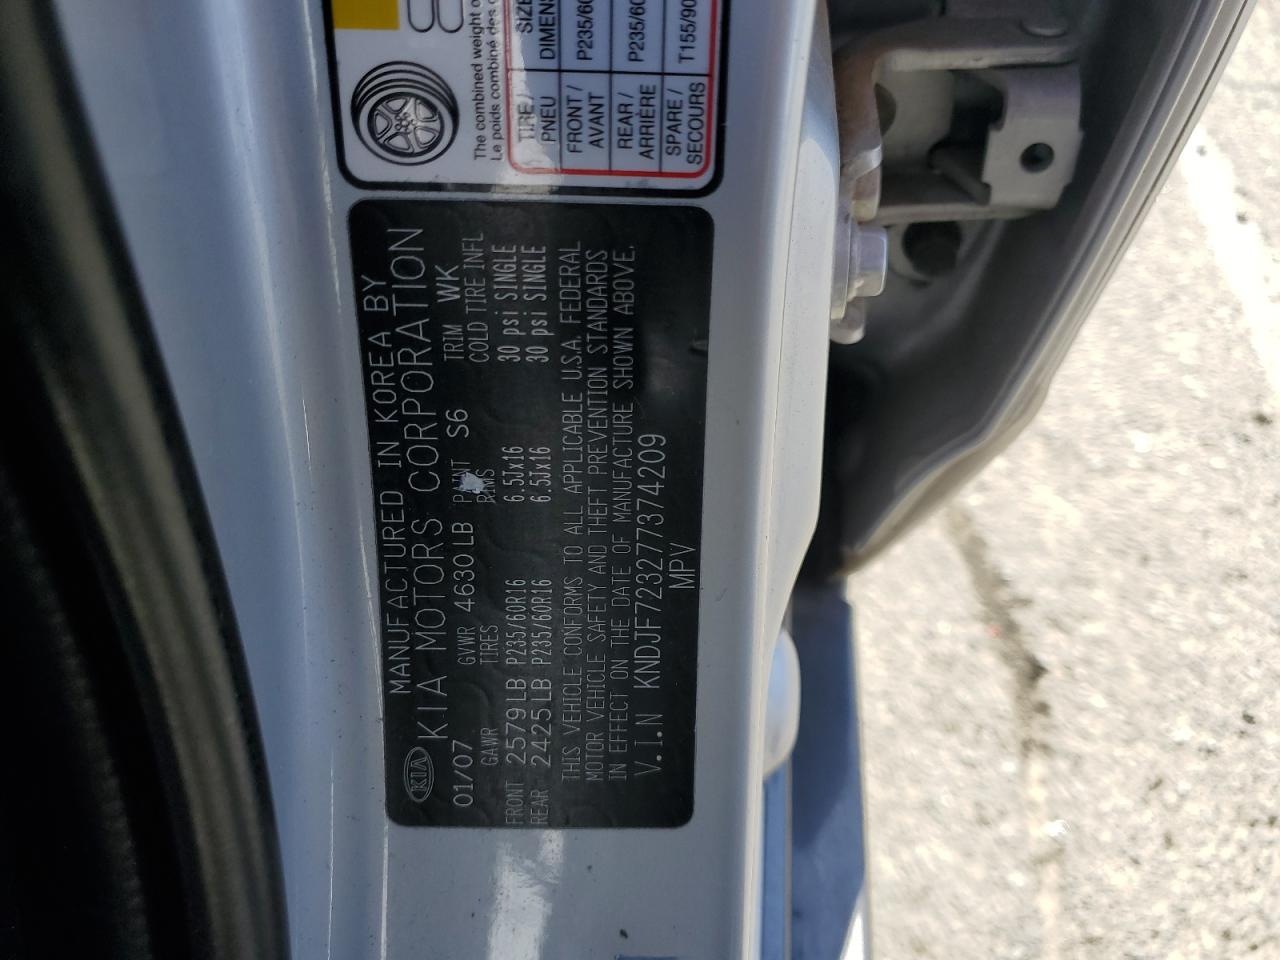 The combined weight o
Le poids combiné des o
TIRE / PNEU SIZE DIMENS
FRONT / AVANT P235/60
REAR / ARRIÈRE P235/60
SPARE / SECOURS T155/90
MANUFACTURED IN KOREA BY
KIA KIA MOTORS CORPORATION
01/07 GVWR 4630 LB PAINT S6 TRIM WK
GAWR TIRES RIMS COLD TIRE INFL
FRONT 2579 LB P235/60R16 6.5Jx16 30 psi SINGLE
REAR 2425 LB P235/60R16 6.5Jx16 30 psi SINGLE
THIS VEHICLE CONFORMS TO ALL APPLICABLE U.S.A. FEDERAL
MOTOR VEHICLE SAFETY AND THEFT PREVENTION STANDARDS
IN EFFECT ON THE DATE OF MANUFACTURE SHOWN ABOVE.
V.I.N KNDJF723277374209
MPV